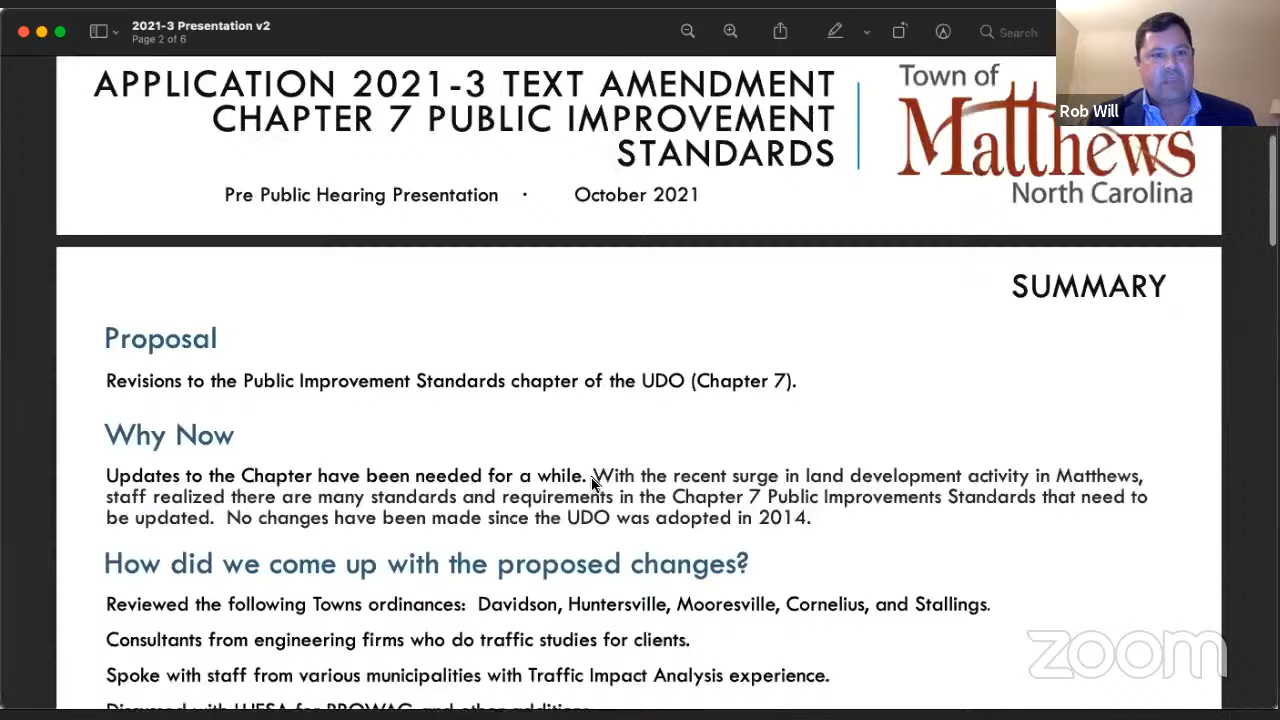 2021-3 Presentation v2
Page 2 of 6
Search
Rob Will
APPLICATION 2021-3 TEXT AMENDMENT
CHAPTER 7 PUBLIC IMPROVEMENT
STANDARDS
Pre Public Hearing Presentation · October 2021
Town of
Matthews
North Carolina
SUMMARY
Proposal
Revisions to the Public Improvement Standards chapter of the UDO (Chapter 7).
Why Now
Updates to the Chapter have been needed for a while. With the recent surge in land development activity in Matthews,
staff realized there are many standards and requirements in the Chapter 7 Public Improvements Standards that need to
be updated. No changes have been made since the UDO was adopted in 2014.
How did we come up with the proposed changes?
Reviewed the following Towns ordinances: Davidson, Huntersville, Mooresville, Cornelius, and Stallings.
Consultants from engineering firms who do traffic studies for clients.
Spoke with staff from various municipalities with Traffic Impact Analysis experience.
zoom